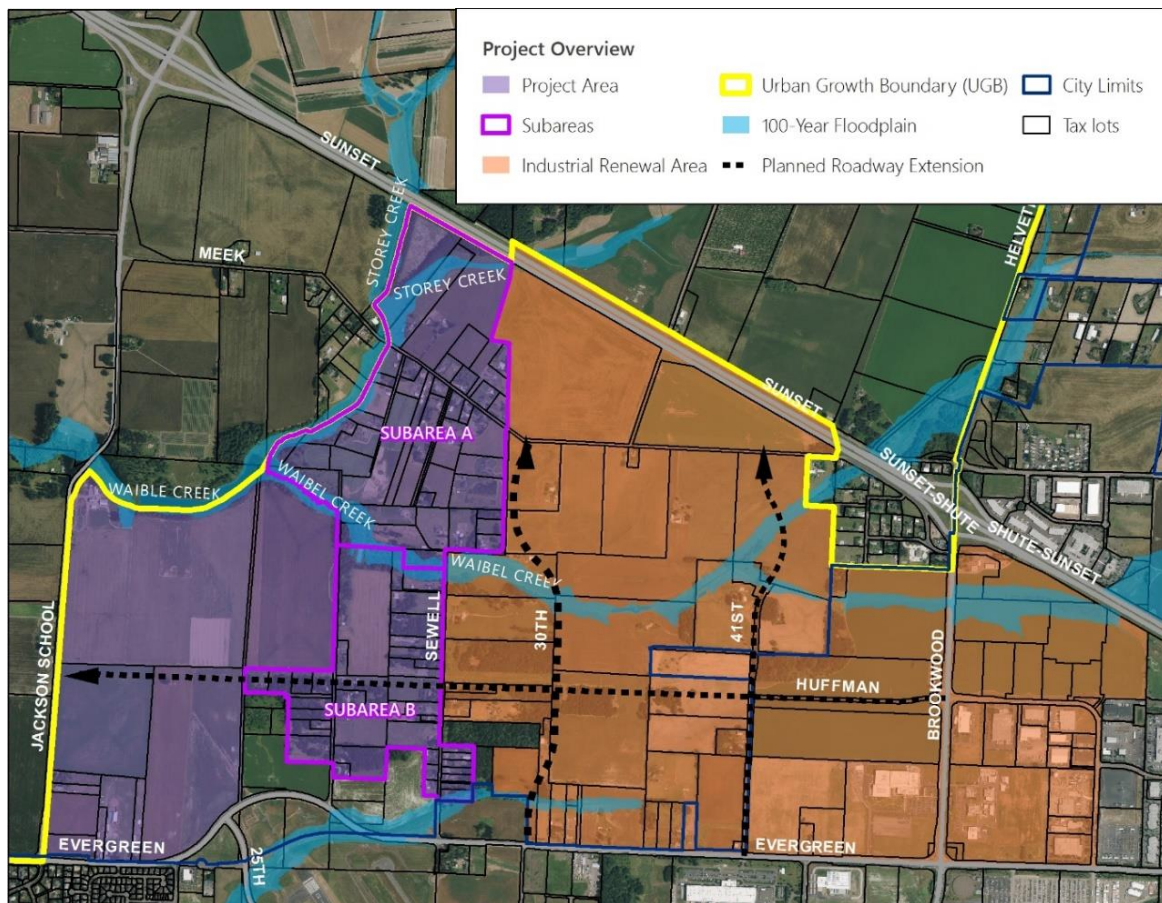 Project Overview
Project Area
Urban Growth Boundary (UGB)
City Limits
Subareas
100-Year Floodplain
Tax lots
Industrial Renewal Area
Planned Roadway Extension
SUNSET
HELVETI
STOREY CREEK
MEEK
STOREY CREEK
SUNSET
SUBAREA A
SUNSET-SHUTE
SHUTE-SUNSET
WAIBLE CREEK
WAIBEL CREEK
WAIBEL CREEK
JACKSON SCHOOL
SEWELL
30TH
41ST
BROOKWOOD
HUFFMAN
SUBAREA B
EVERGREEN
25TH
EVERGREEN